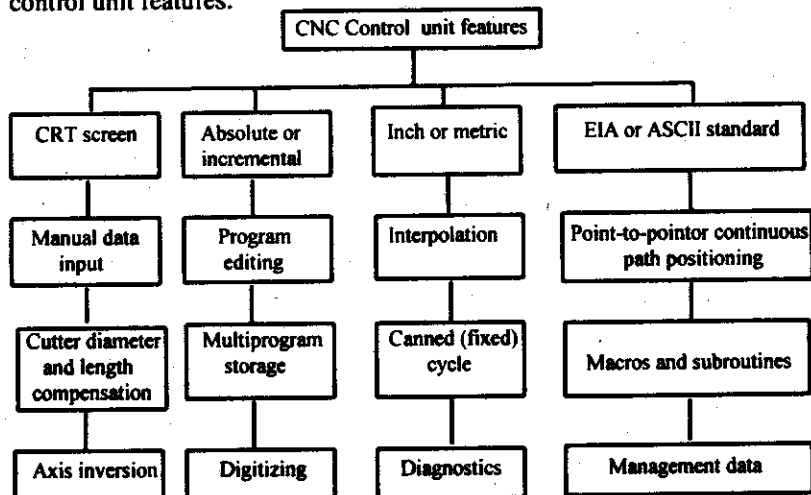 control unit features.
CNC Control unit features
CRT screen
Absolute or
incremental
Inch or metric
EIA or ASCII standard
Manual data
input
Program
editing
Interpolation
Point-to-pointor continuous
path positioning
Cutter diameter
and length
compensation
Multiprogram
storage
Canned (fixed)
cycle
Macros and subroutines
Axis inversion
Digitizing
Diagnostics
Management data